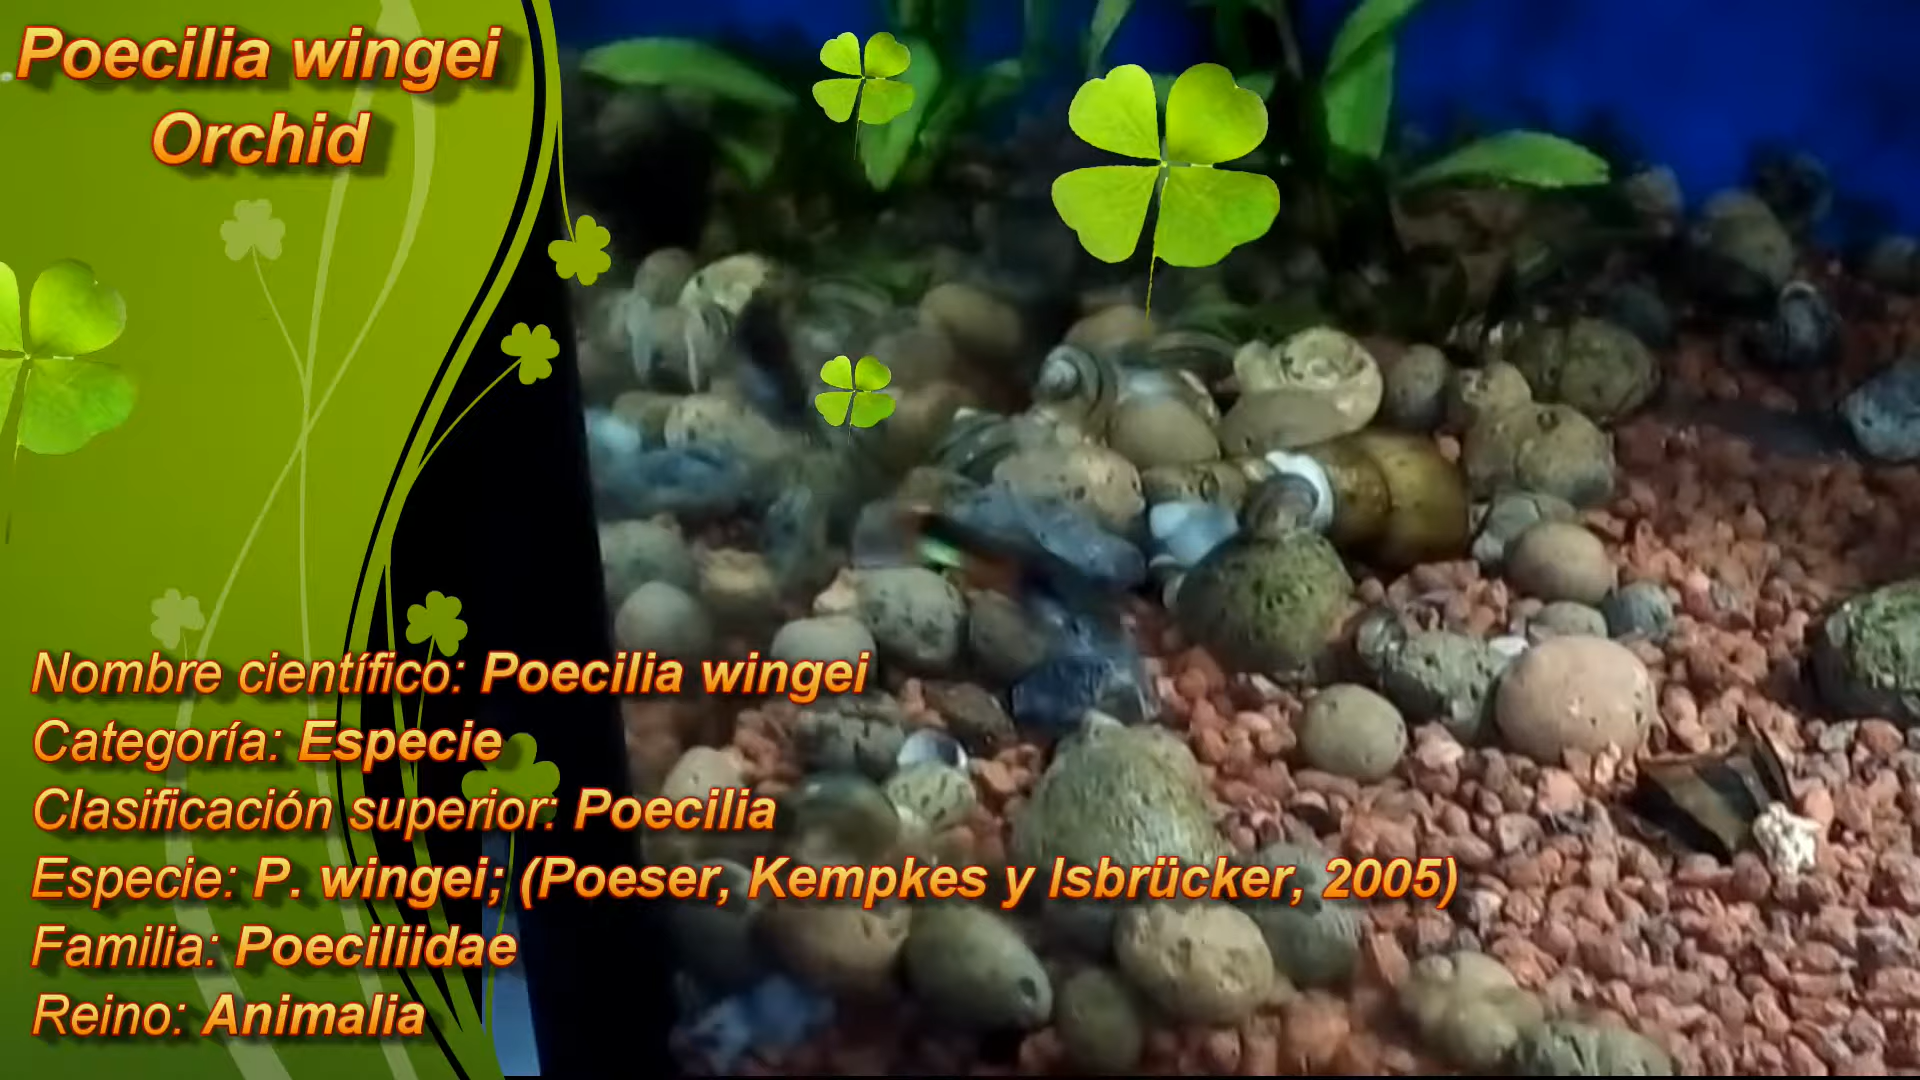 Poecilia wingei
Orchid
Nombre científico: Poecilia wingei
Categoría: Especie
Clasificación superior: Poecilia
Especie: P. wingei; (Poeser, Kempkes y Isbrücker, 2005)
Familia: Poeciliidae
Reino: Animalia